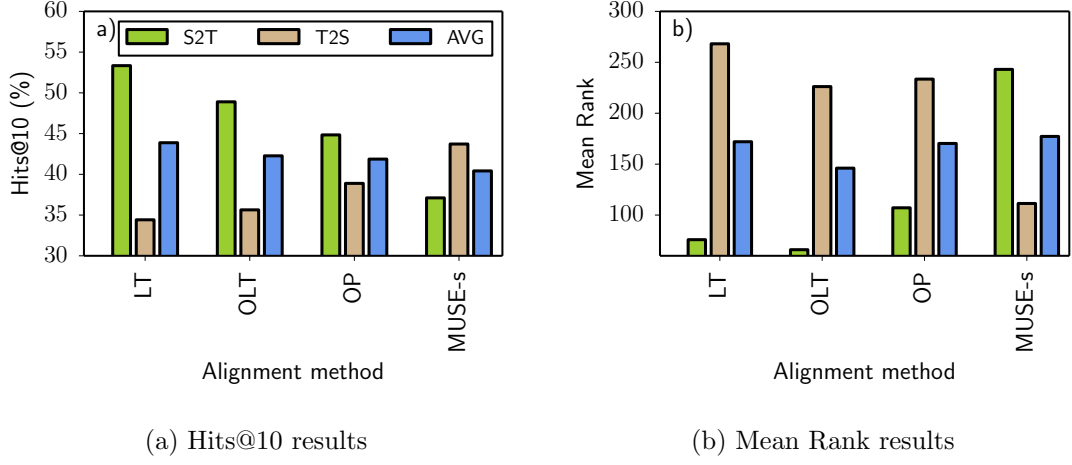 a)
S2T T2S AVG
60
55
50
45
40
35
30
Hits@10 (%)
LT OLT OP MUSE-s
Alignment method
(a) Hits@10 results
b)
300
250
200
150
100
Mean Rank
LT OLT OP MUSE-s
Alignment method
(b) Mean Rank results